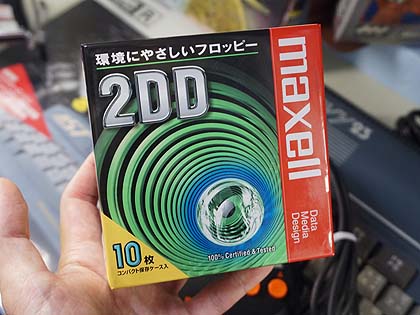 環境にやさしいフロッピー
2DD
maxell
Data
Media
Design
100% Certified & Tested
10枚
コンパクト保存ケース入